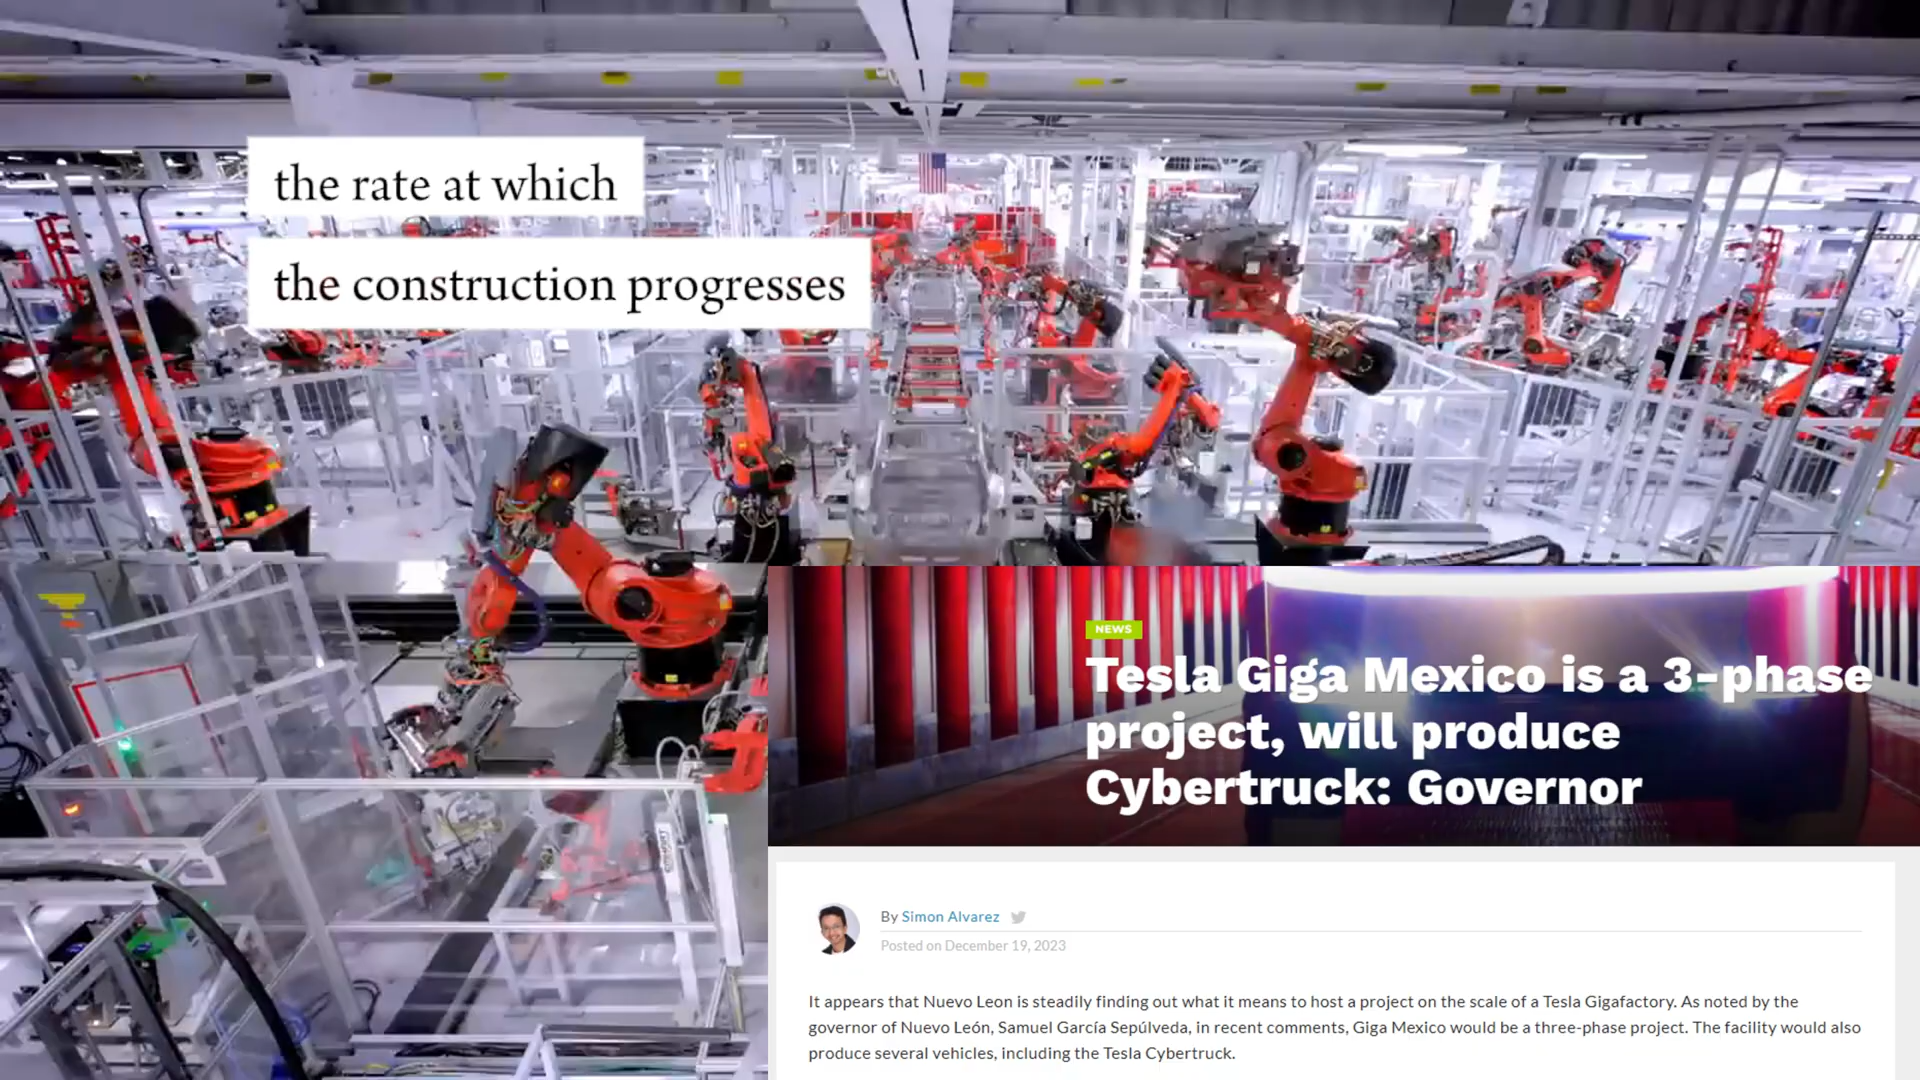 the rate at which
the construction progresses
NEWS
Tesla Giga Mexico is a 3-phase
project, will produce
Cybertruck: Governor
By Simon Alvarez
Posted on December 19, 2023
It appears that Nuevo Leon is steadily finding out what it means to host a project on the scale of a Tesla Gigafactory. As noted by the
governor of Nuevo León, Samuel García Sepúlveda, in recent comments, Giga Mexico would be a three-phase project. The facility would also
produce several vehicles, including the Tesla Cybertruck.